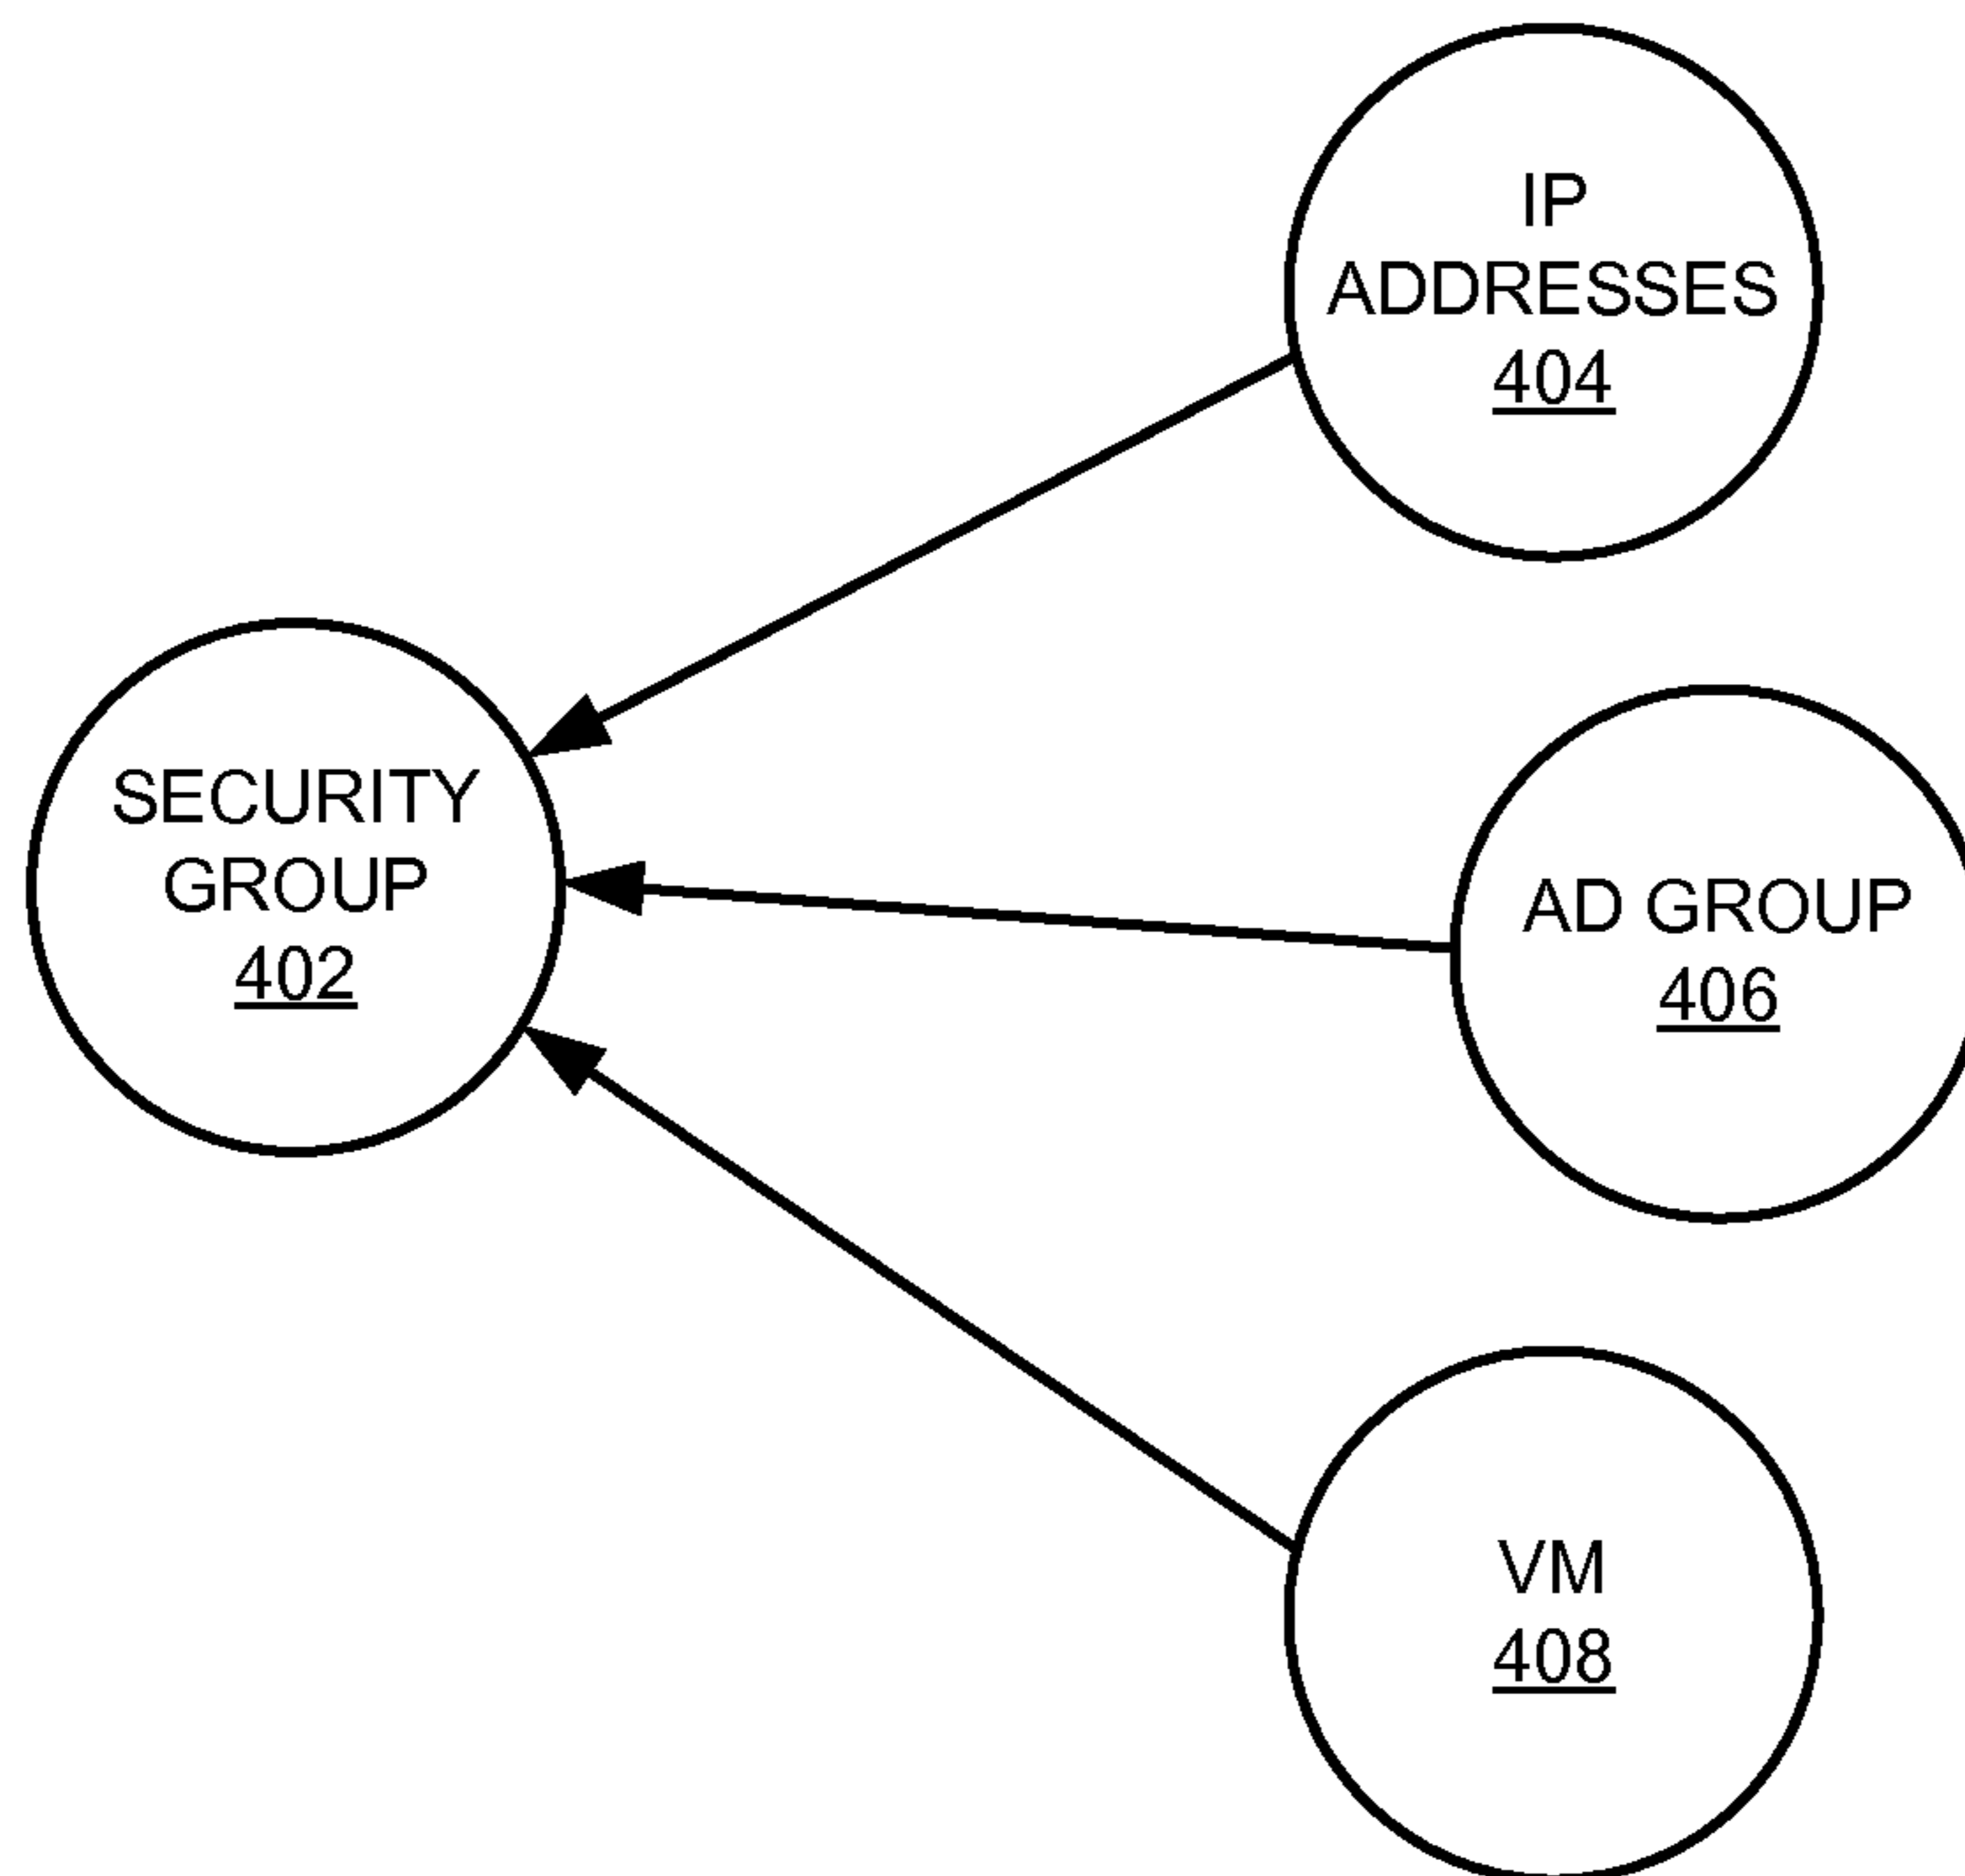 IP
ADDRESSES
404
SECURITY
GROUP
402
AD GROUP
406
VM
408